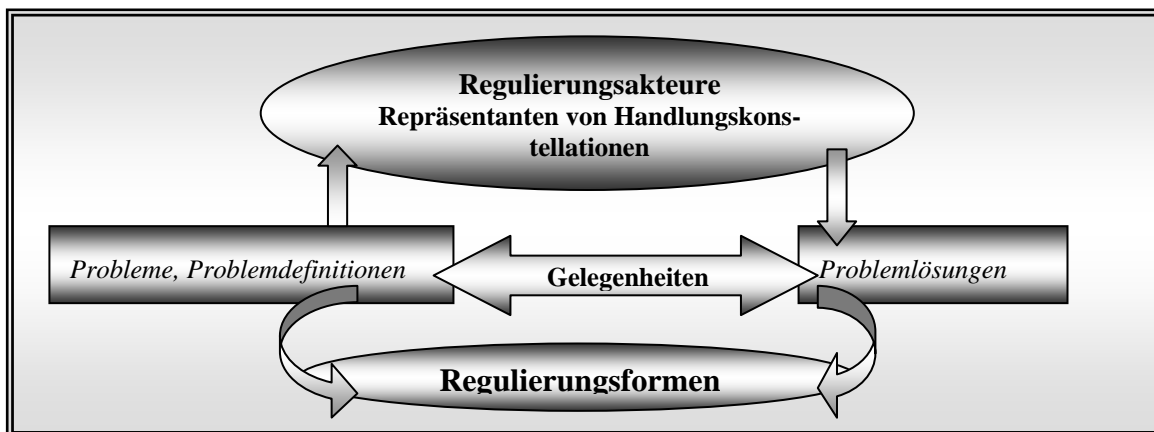 Regulierungsakteure
Repräsentanten von Handlungskons-
tellationen
Probleme, Problemdefinitionen
Gelegenheiten
Problemlösungen
Regulierungsformen